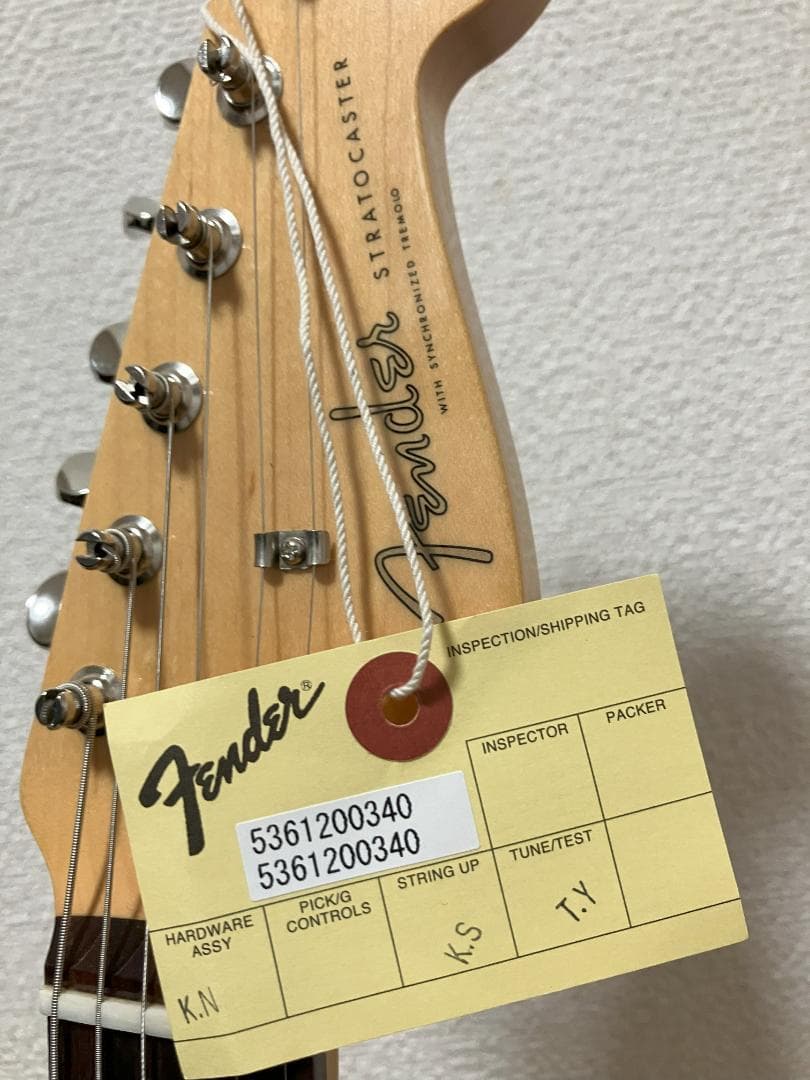 Fender STRATOCASTER
WITH SYNCHRONIZED TREMOLO
INSPECTION/SHIPPING TAG
Fender®
5361200340
5361200340
INSPECTOR
PACKER
HARDWARE
ASSY
K.N
PICK/G
CONTROLS
STRING UP
K.S
TUNE/TEST
T.Y